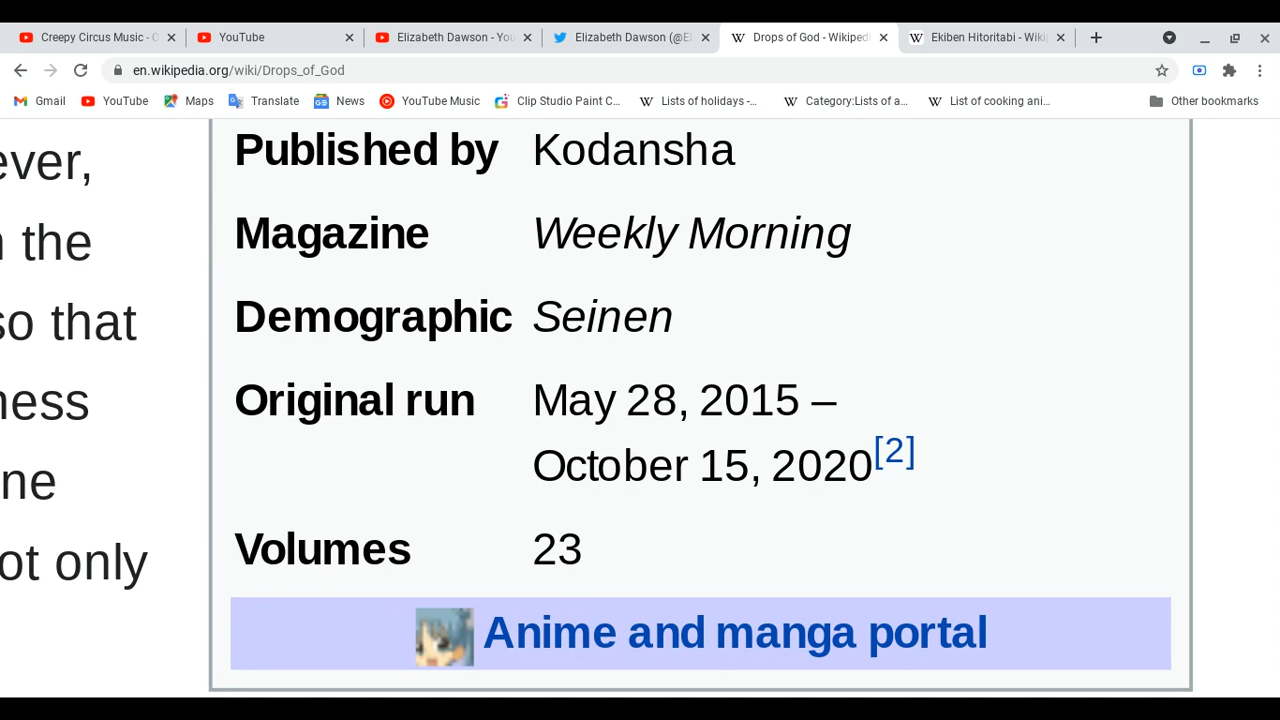 Creepy Circus Music - 
YouTube
Elizabeth Dawson - You
Elizabeth Dawson (@El
Drops of God - Wikiped
Ekiben Hitoritabi - Wiki
en.wikipedia.org/wiki/Drops_of_God
Gmail
YouTube
Maps
Translate
News
YouTube Music
Clip Studio Paint C...
Lists of holidays -...
Category:Lists of a...
List of cooking ani...
Other bookmarks
ever,
the
so that
ness
ne
ot only
Published by Kodansha
Magazine Weekly Morning
Demographic Seinen
Original run May 28, 2015 –
October 15, 2020[2]
Volumes 23
Anime and manga portal